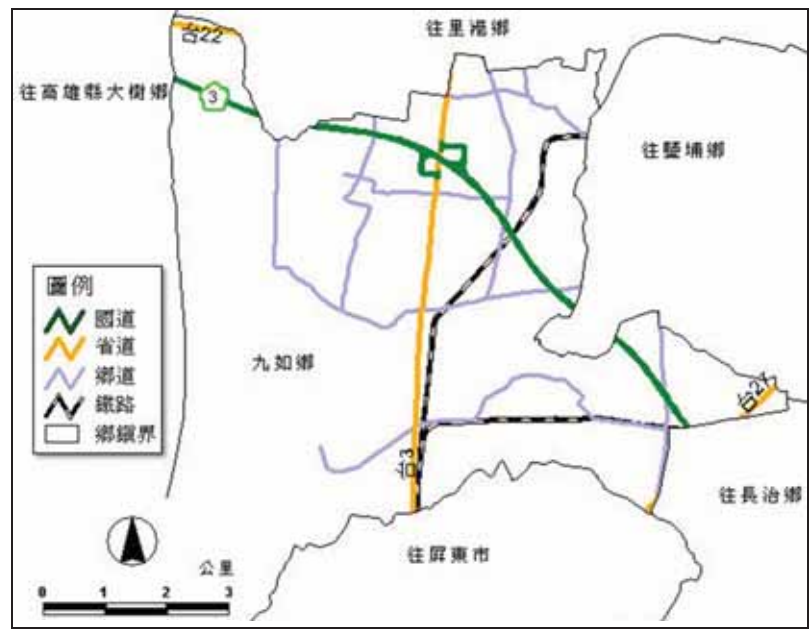 台22
往里港鄉
往高雄縣大樹鄉
3
往鹽埔鄉
圖例
國道
省道
鄉道
鐵路
鄉鎮界
九如鄉
台27
台3
往長治鄉
往屏東市
公里
0 1 2 3